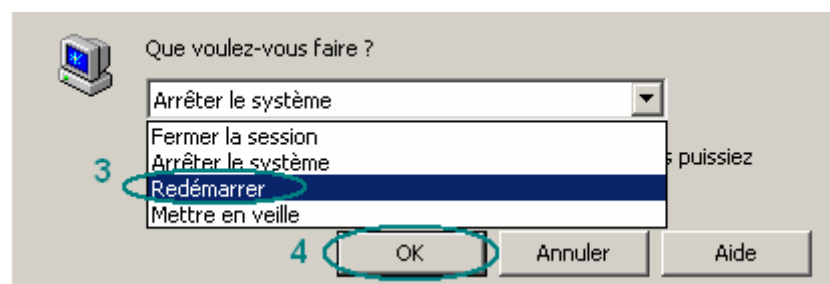 Que voulez-vous faire ?
Arrêter le système
Fermer la session
Arrêter le système
puissiez
3
Redémarrer
Mettre en veille
4
OK
Annuler
Aide